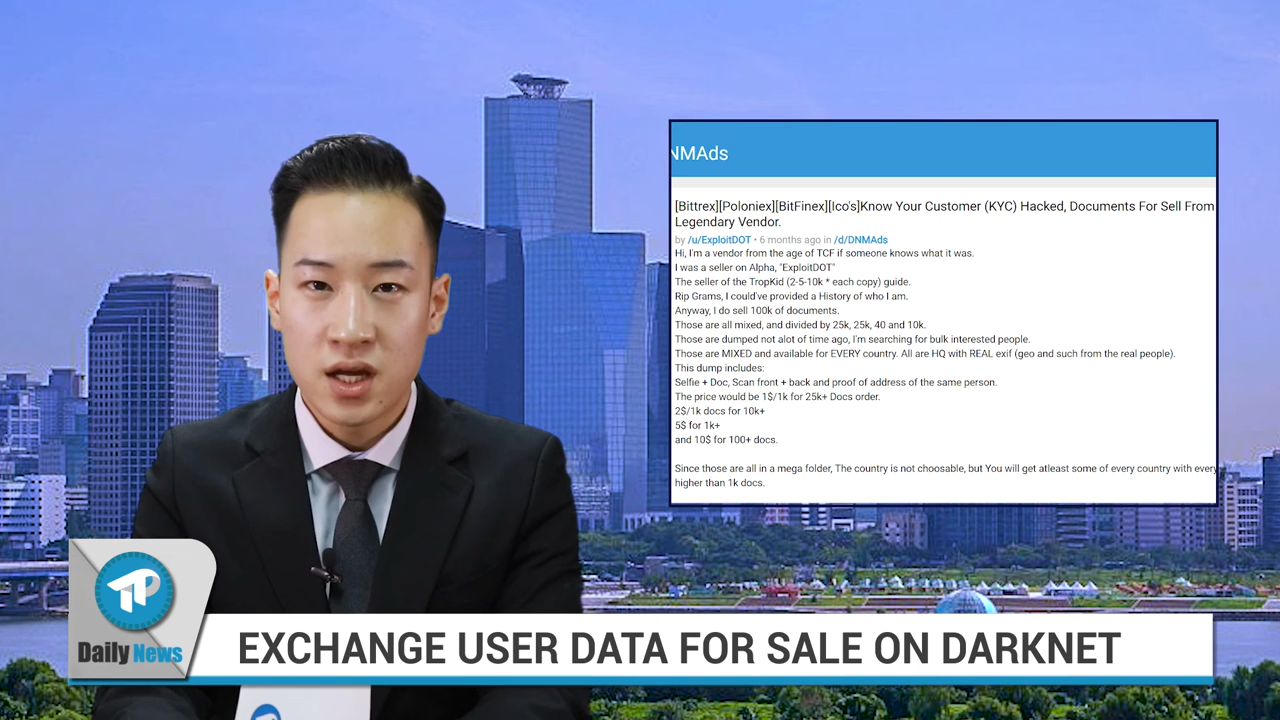 NMAds
[Bittrex][Poloniex][BitFinex][Ico's]Know Your Customer (KYC) Hacked, Documents For Sell From
Legendary Vendor.
by /u/ExploitDOT • 6 months ago in /d/DNMAds
Hi, I'm a vendor from the age of TCF if someone knows what it was.
I was a seller on Alpha, "ExploitDOT"
The seller of the TropKid (2-5-10k * each copy) guide.
Rip Grams, I could've provided a History of who I am.
Anyway, I do sell 100k of documents.
Those are all mixed, and divided by 25k, 25k, 40 and 10k.
Those are dumped not alot of time ago, I'm searching for bulk interested people.
Those are MIXED and available for EVERY country. All are HQ with REAL exif (geo and such from the real people).
This dump includes:
Selfie + Doc, Scan front + back and proof of address of the same person.
The price would be 1$/1k for 25k+ Docs order.
2$/1k docs for 10k+
5$ for 1k+
and 10$ for 100+ docs.
Since those are all in a mega folder, The country is not choosable, but You will get atleast some of every country with every
higher than 1k docs.
TP
Daily News
EXCHANGE USER DATA FOR SALE ON DARKNET